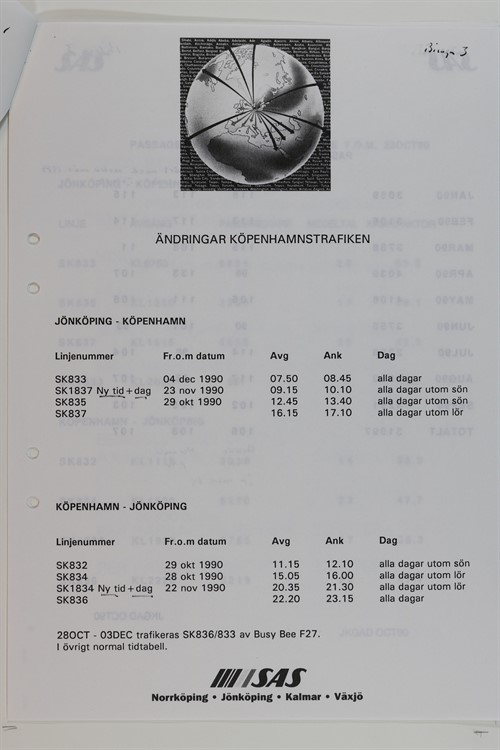 Bilaga 3
ÄNDRINGAR KÖPENHAMNSTRAFIKEN
JÖNKÖPING - KÖPENHAMN
Linjenummer Fr.o.m datum Avg Ank Dag
SK833 04 dec 1990 07.50 08.45 alla dagar
SK1837 Ny tid+dag 23 nov 1990 09.15 10.10 alla dagar utom sön
SK835 29 okt 1990 12.45 13.40 alla dagar utom sön
SK837 16.15 17.10 alla dagar utom lör
KÖPENHAMN - JÖNKÖPING
Linjenummer Fr.o.m datum Avg Ank Dag
SK832 29 okt 1990 11.15 12.10 alla dagar utom sön
SK834 28 okt 1990 15.05 16.00 alla dagar utom lör
SK1834 Ny tid+dag 22 nov 1990 20.35 21.30 alla dagar utom lör
SK836 22.20 23.15 alla dagar
28OCT - 03DEC trafikeras SK836/833 av Busy Bee F27.
I övrigt normal tidtabell.
SAS
Norrköping • Jönköping • Kalmar • Växjö